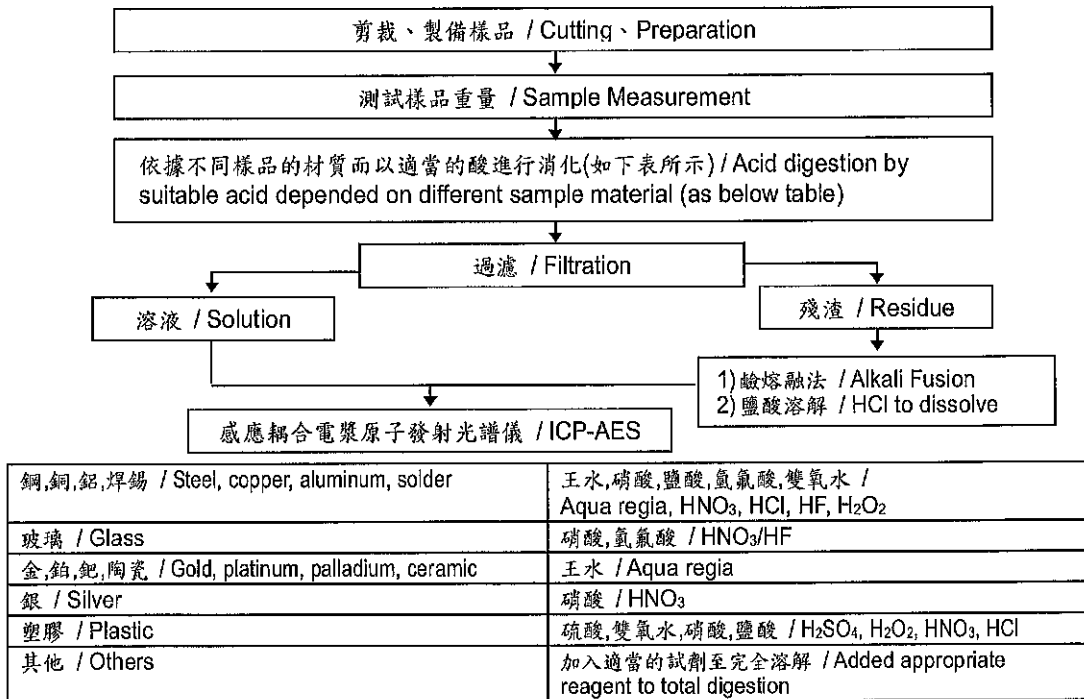 剪裁、製備樣品 / Cutting、Preparation
測試樣品重量 / Sample Measurement
依據不同樣品的材質而以適當的酸進行消化(如下表所示) / Acid digestion by
suitable acid depended on different sample material (as below table)
過濾 / Filtration
溶液 / Solution
殘渣 / Residue
1)鹼熔融法 / Alkali Fusion
2)鹽酸溶解 / HCl to dissolve
感應耦合電漿原子發射光譜儀 / ICP-AES
鋼,銅,鋁,焊錫 / Steel, copper, aluminum, solder
王水,硝酸,鹽酸,氫氟酸,雙氧水 /
Aqua regia, HNO₃, HCl, HF, H₂O₂
玻璃 / Glass
硝酸,氫氟酸 / HNO₃/HF
金,鉑,鈀,陶瓷 / Gold, platinum, palladium, ceramic
王水 / Aqua regia
銀 / Silver
硝酸 / HNO₃
塑膠 / Plastic
硫酸,雙氧水,硝酸,鹽酸 / H₂SO₄, H₂O₂, HNO₃, HCl
其他 / Others
加入適當的試劑至完全溶解 / Added appropriate
reagent to total digestion